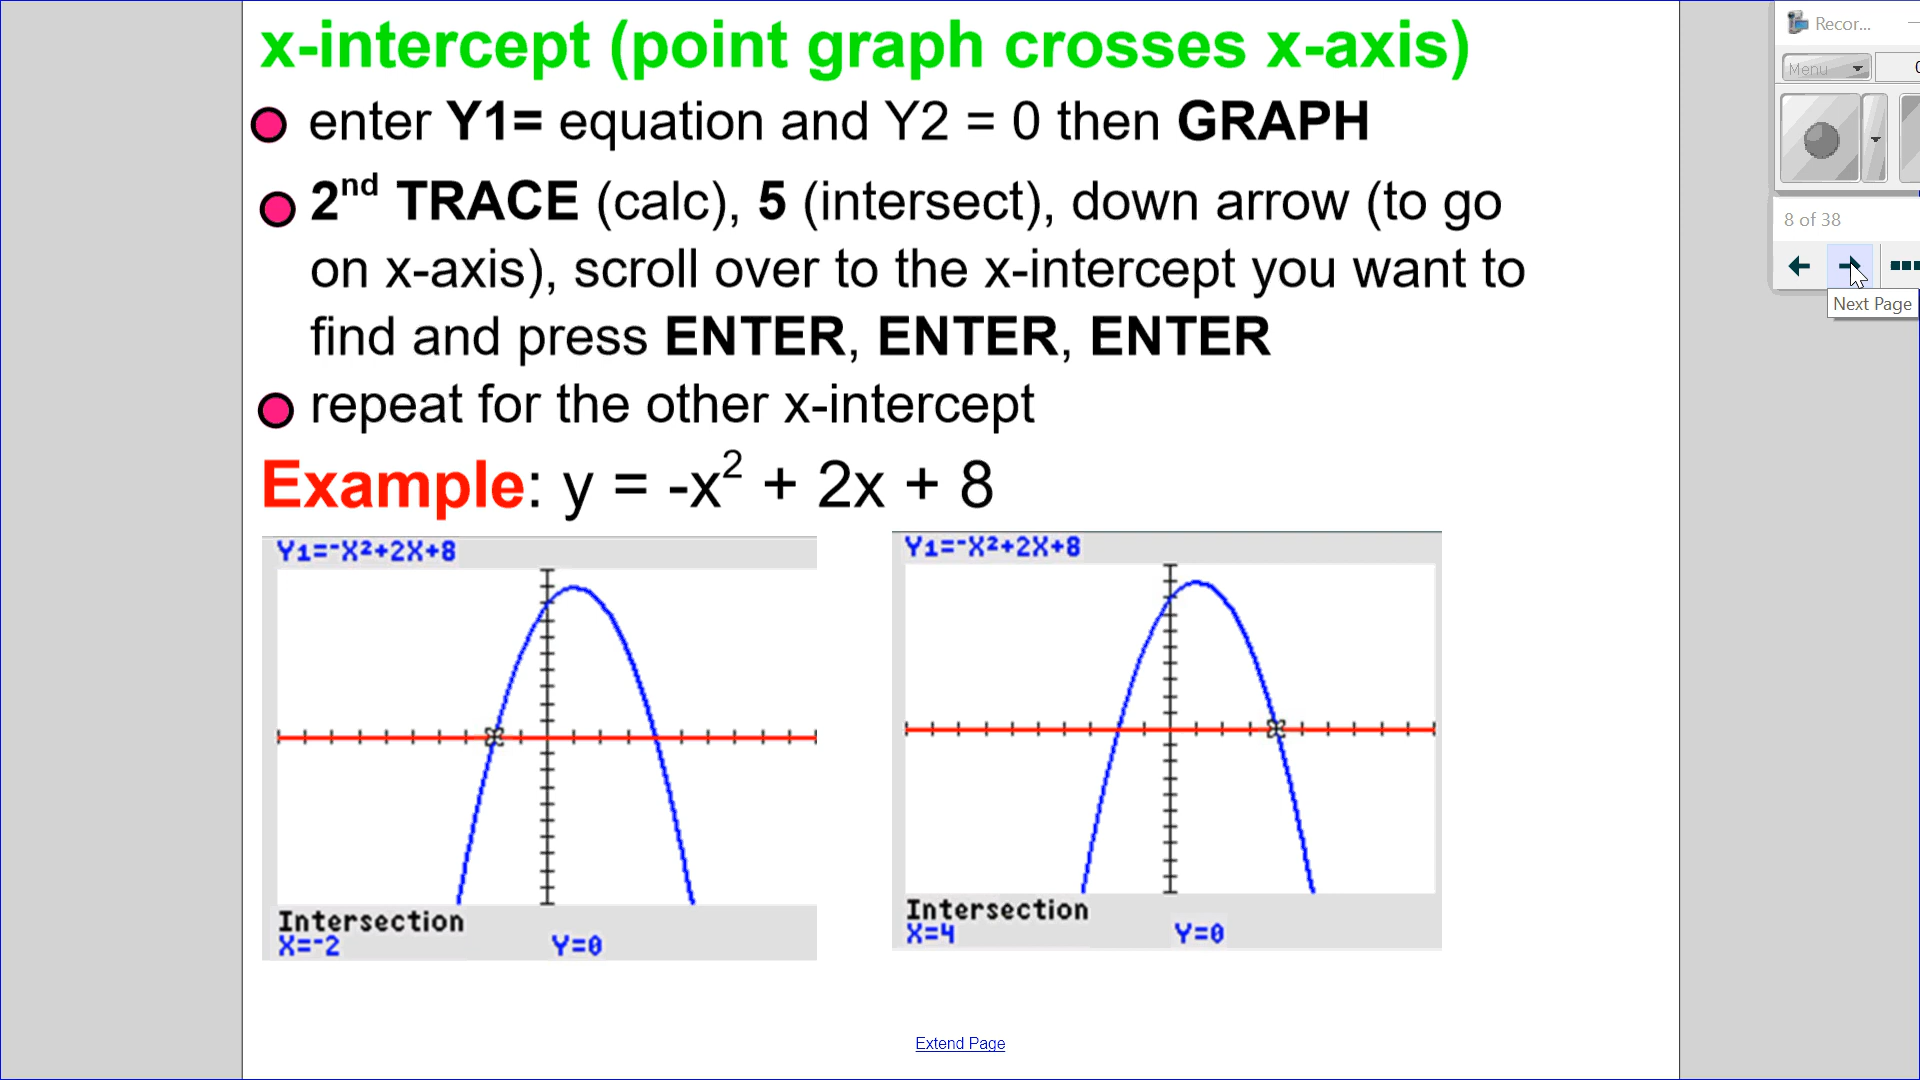 x-intercept (point graph crosses x-axis)
enter Y1= equation and Y2 = 0 then GRAPH
2nd TRACE (calc), 5 (intersect), down arrow (to go
on x-axis), scroll over to the x-intercept you want to
find and press ENTER, ENTER, ENTER
repeat for the other x-intercept
Example: y = -x² + 2x + 8
Y1=-X²+2X+8
Intersection
X=-2 Y=0
Y1=-X²+2X+8
Intersection
X=4 Y=0
Extend Page
Recor...
Menu
8 of 38
Next Page